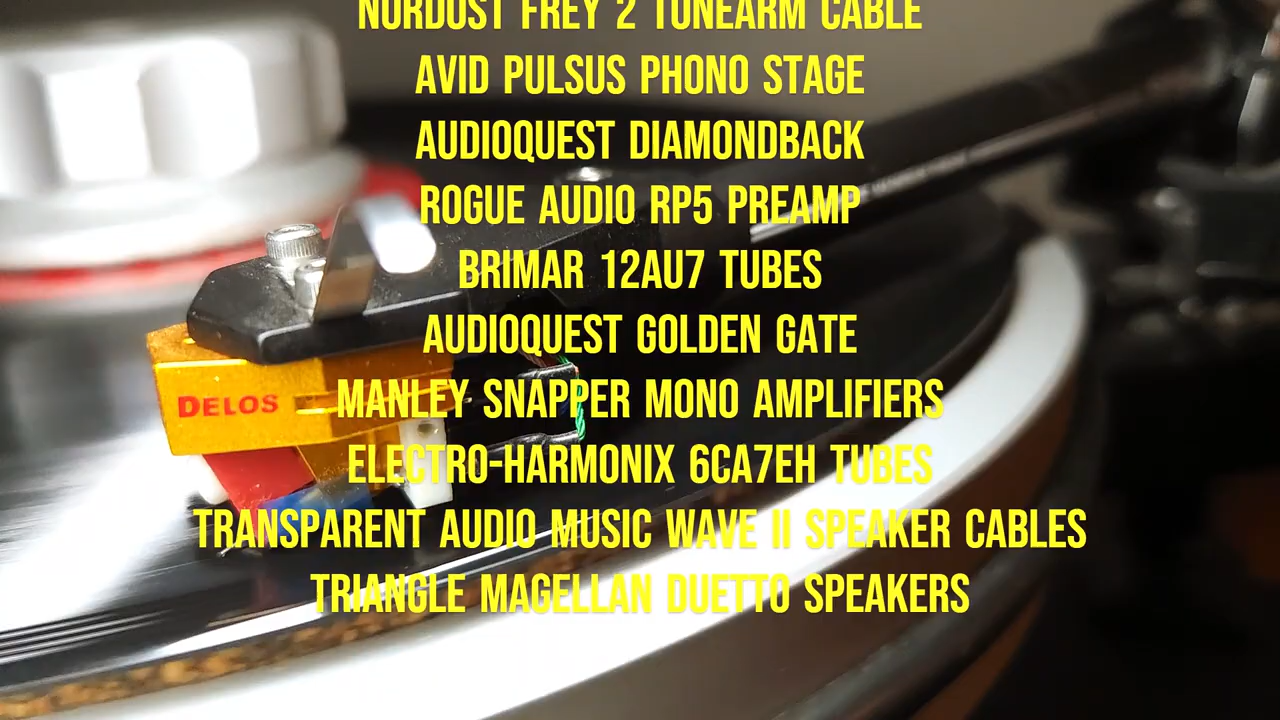 NORDOST FREY 2 TONEARM CABLE
AVID PULSUS PHONO STAGE
AUDIOQUEST DIAMONDBACK
ROGUE AUDIO RP5 PREAMP
BRIMAR 12AU7 TUBES
AUDIOQUEST GOLDEN GATE
DELOS
MANLEY SNAPPER MONO AMPLIFIERS
ELECTRO-HARMONIX 6CA7EH TUBES
TRANSPARENT AUDIO MUSIC WAVE II SPEAKER CABLES
TRIANGLE MAGELLAN DUETTO SPEAKERS